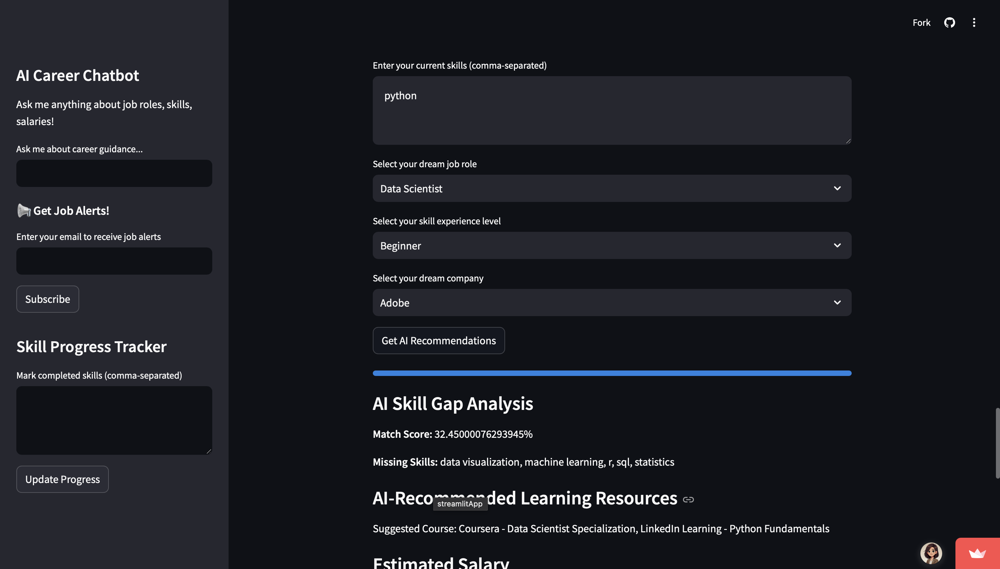 Fork
AI Career Chatbot
Ask me anything about job roles, skills,
salaries!
Ask me about career guidance...
Get Job Alerts!
Enter your email to receive job alerts
Subscribe
Skill Progress Tracker
Mark completed skills (comma-separated)
Update Progress
Enter your current skills (comma-separated)
python
Select your dream job role
Data Scientist
Select your skill experience level
Beginner
Select your dream company
Adobe
Get AI Recommendations
AI Skill Gap Analysis
Match Score: 32.45000076293945%
Missing Skills: data visualization, machine learning, r, sql, statistics
AI-Recommended Learning Resources
streamlitApp
Suggested Course: Coursera - Data Scientist Specialization, LinkedIn Learning - Python Fundamentals
Estimated Salary